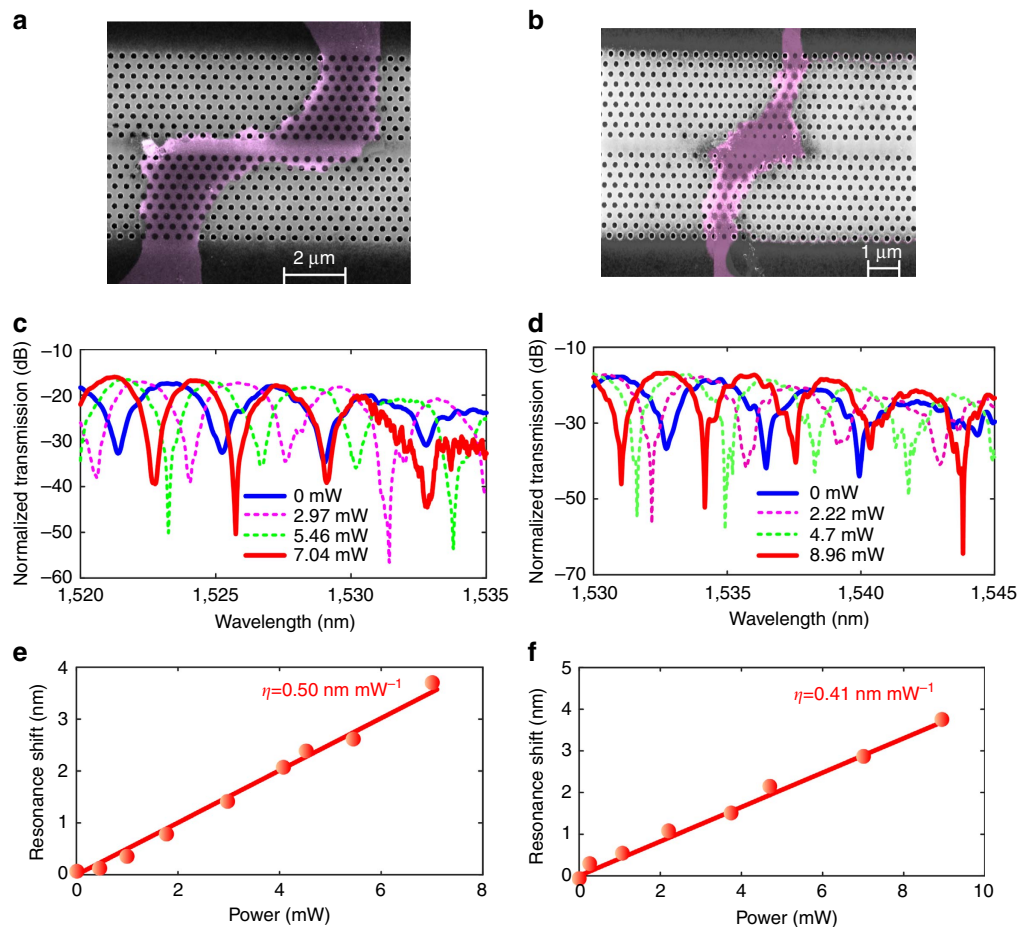 a
b
2 μm
1 μm
c
d
Normalized transmission (dB)
−10
−20
−30
−40
−50
−60
0 mW
2.97 mW
5.46 mW
7.04 mW
1,520
1,525
1,530
1,535
Wavelength (nm)
Normalized transmission (dB)
−10
−30
−50
−70
0 mW
2.22 mW
4.7 mW
8.96 mW
1,530
1,535
1,540
1,545
Wavelength (nm)
e
f
Resonance shift (nm)
4
3
2
1
0
η=0.50 nm mW⁻¹
0
2
4
6
8
Power (mW)
Resonance shift (nm)
5
4
3
2
1
0
η=0.41 nm mW⁻¹
0
2
4
6
8
10
Power (mW)